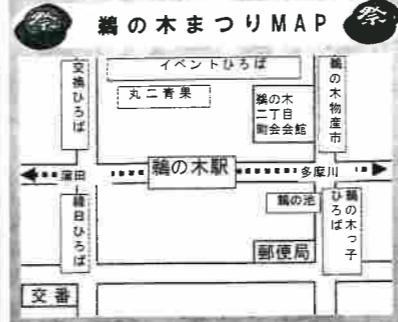 祭 鵜の木まつりMAP 祭
イベントひろば
交換ひろば
丸二青果
鵜の木
二丁目
町会会館
鵜の木物産市
蒲田
鵜の木駅
多摩川
縁日ひろば
鵜の池
鵜の木っ子
ひろば
郵便局
交番